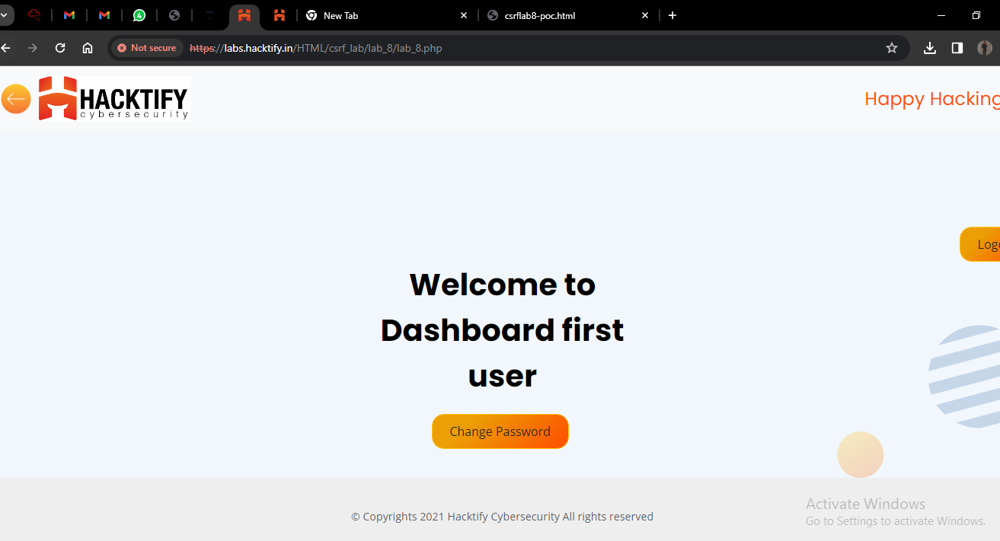 New Tab
csrflab8-poc.html
Not secure
https://labs.hacktify.in/HTML/csrf_lab/lab_8/lab_8.php
HACKTIFY
cybersecurity
Happy Hacking
Logo
Welcome to
Dashboard first
user
Change Password
© Copyrights 2021 Hacktify Cybersecurity All rights reserved
Activate Windows
Go to Settings to activate Windows.